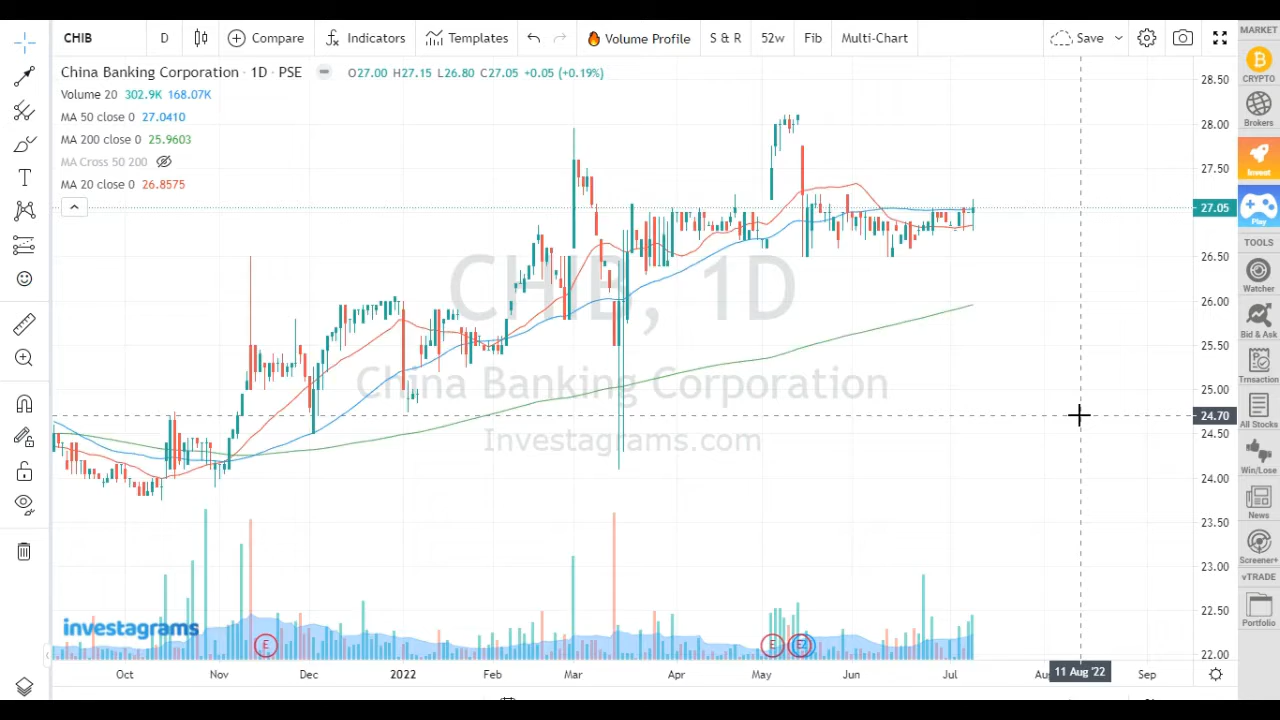 CHIB D Compare Indicators Templates Volume Profile S & R 52w Fib Multi-Chart Save
China Banking Corporation · 1D · PSE O27.00 H27.15 L26.80 C27.05 +0.05 (+0.19%)
Volume 20 302.9K 168.07K
MA 50 close 0 27.0410
MA 200 close 0 25.9603
MA Cross 50 200
MA 20 close 0 26.8575
CHIB, 1D
China Banking Corporation
Investagrams.com
investagrams
E
E
EZ
28.50
28.00
27.50
27.05
26.50
26.00
25.50
25.00
24.70
24.50
24.00
23.50
23.00
22.50
22.00
Oct Nov Dec 2022 Feb Mar Apr May Jun Jul 11 Aug '22 Sep
MARKET
CRYPTO
Brokers
Invest
Play
TOOLS
Watcher
Bid & Ask
Trnsaction
All Stocks
Win/Lose
News
Screener+
vTRADE
Portfolio